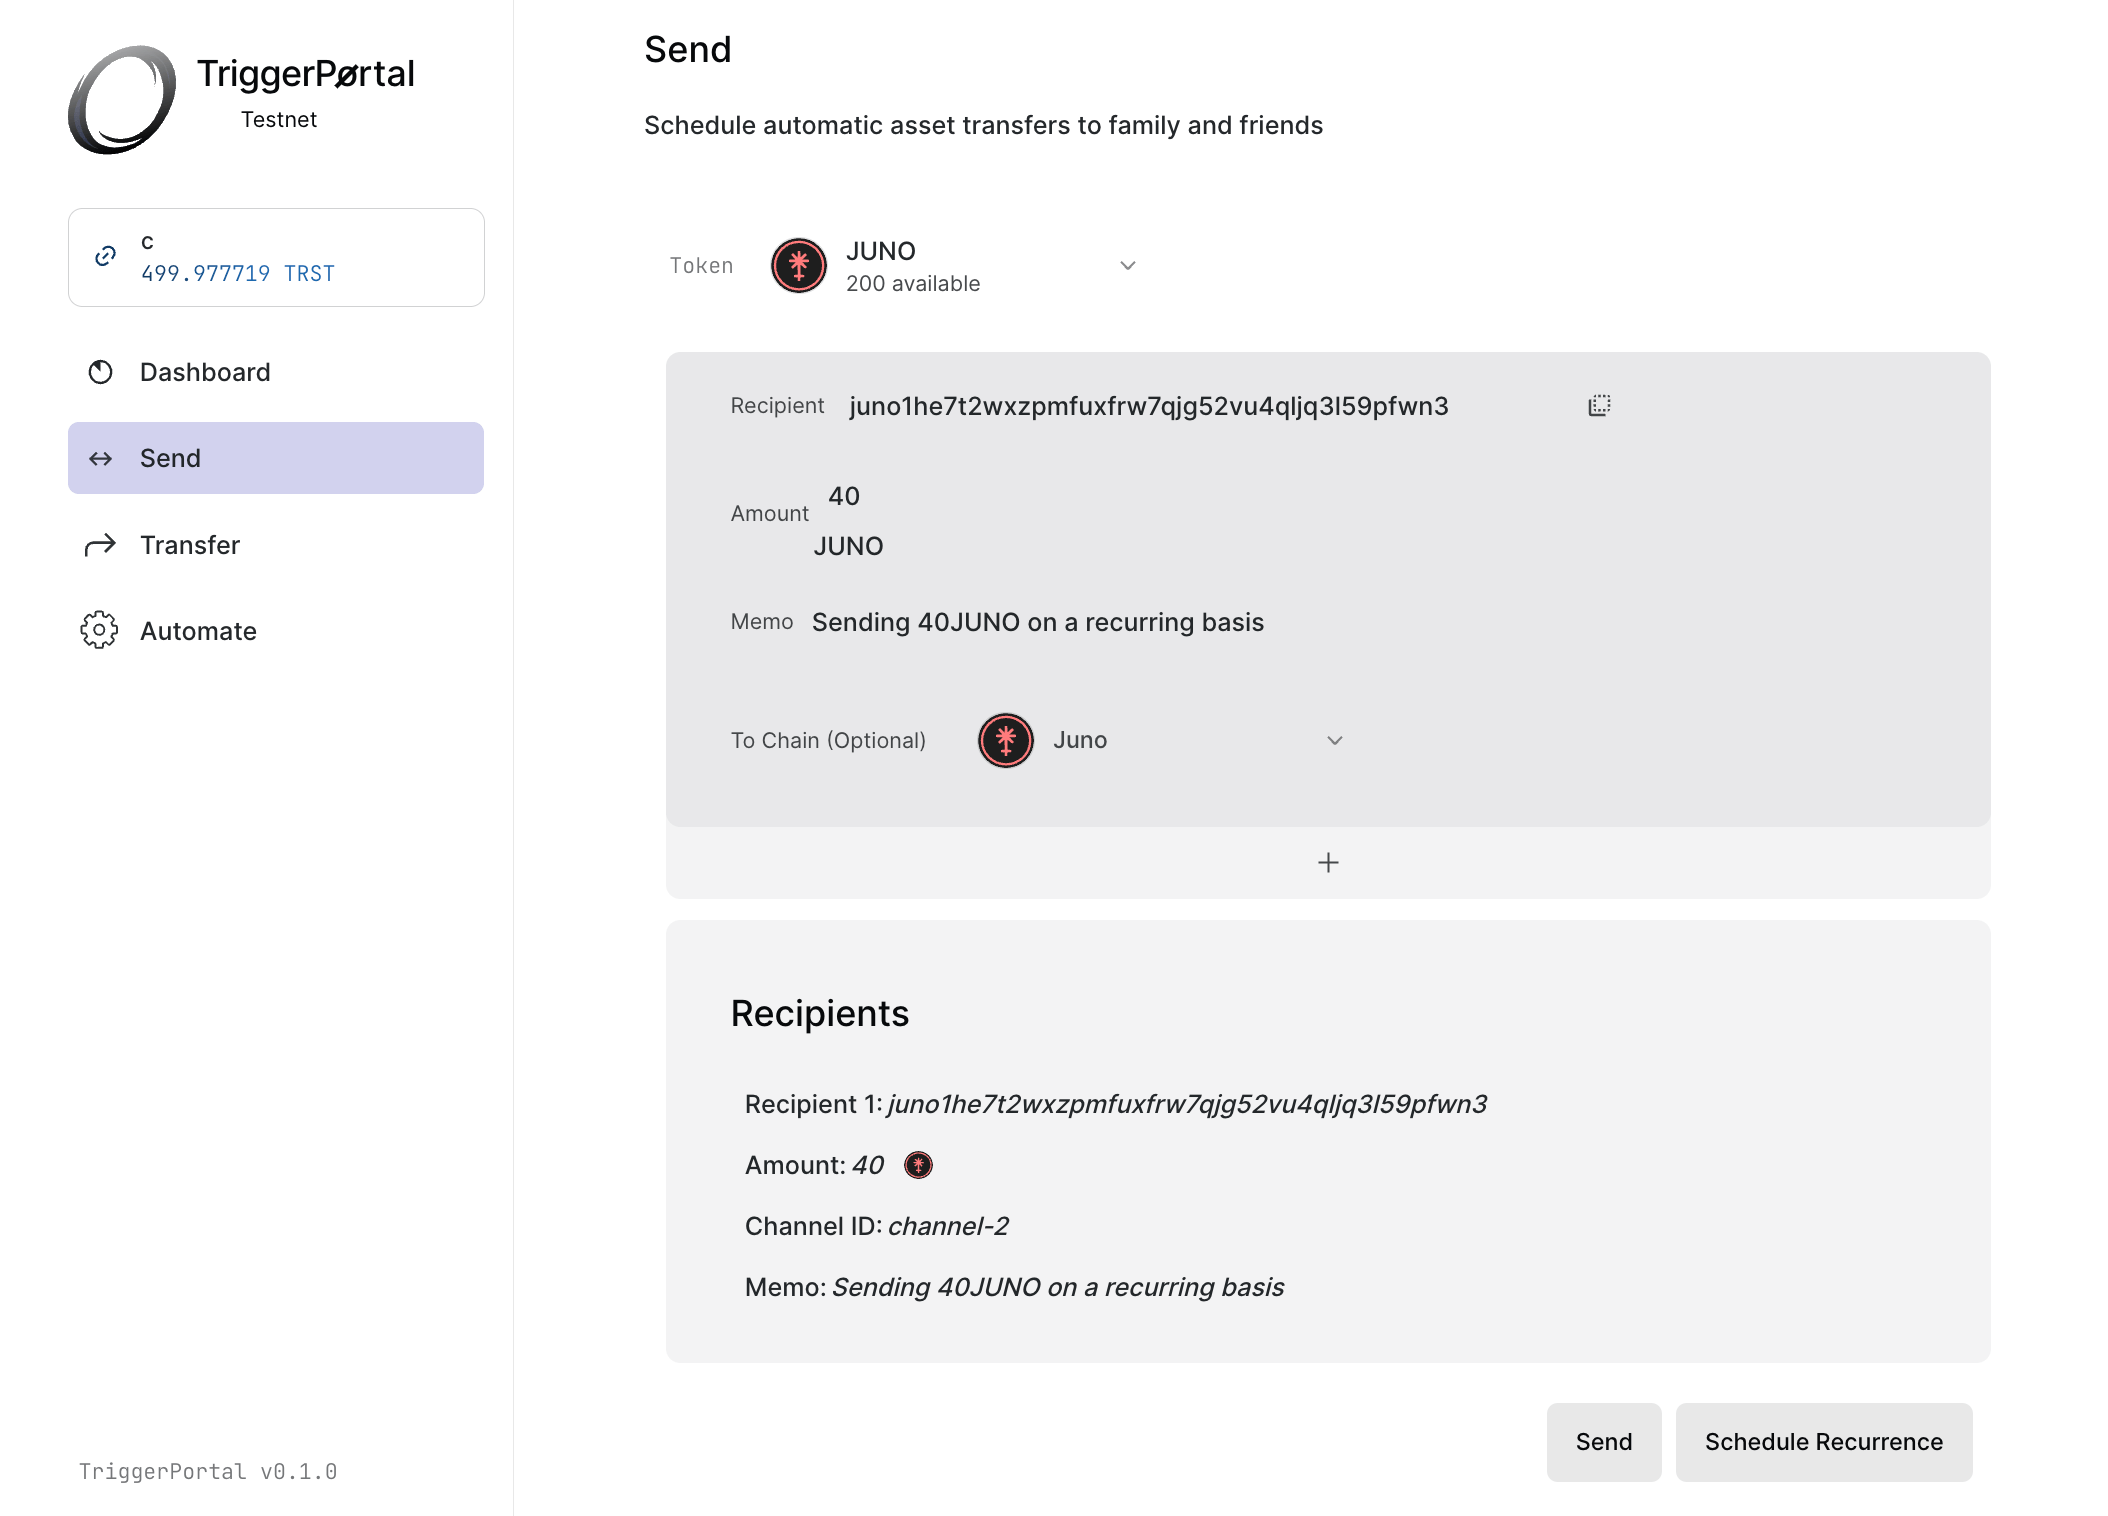 TriggerPørtal
Testnet
c
499.977719 TRST
Dashboard
Send
Transfer
Automate
TriggerPortal v0.1.0
Send
Schedule automatic asset transfers to family and friends
Token
JUNO
200 available
Recipient juno1he7t2wxzpmfuxfrw7qjg52vu4qljq3l59pfwn3
Amount 40
JUNO
Memo Sending 40JUNO on a recurring basis
To Chain (Optional) Juno
+
Recipients
Recipient 1: juno1he7t2wxzpmfuxfrw7qjg52vu4qljq3l59pfwn3
Amount: 40
Channel ID: channel-2
Memo: Sending 40JUNO on a recurring basis
Send
Schedule Recurrence